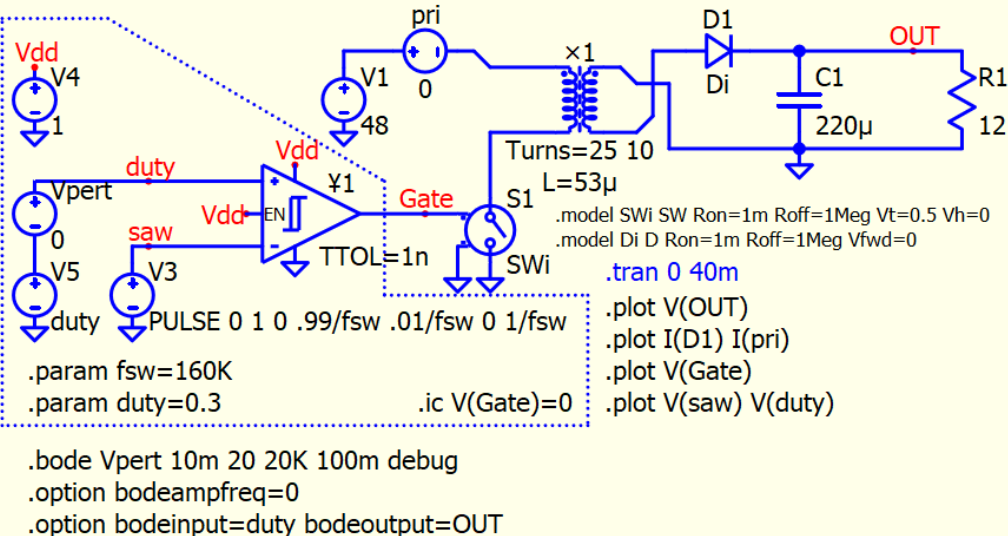 pri
D1
×1
OUT
Vdd
V4
V1
Di
C1
R1
1
0
48
220µ
12
Vdd
Turns=25 10
duty
¥1
L=53µ
Vpert
Gate
S1
Vdd
EN
.model SWi SW Ron=1m Roff=1Meg Vt=0.5 Vh=0
0
saw
.model Di D Ron=1m Roff=1Meg Vfwd=0
TTOL=1n
SWi
V5
V3
.tran 0 40m
.plot V(OUT)
duty
PULSE 0 1 0 .99/fsw .01/fsw 0 1/fsw
.plot I(D1) I(pri)
.param fsw=160K
.plot V(Gate)
.param duty=0.3
.ic V(Gate)=0
.plot V(saw) V(duty)
.bode Vpert 10m 20 20K 100m debug
.option bodeampfreq=0
.option bodeinput=duty bodeoutput=OUT